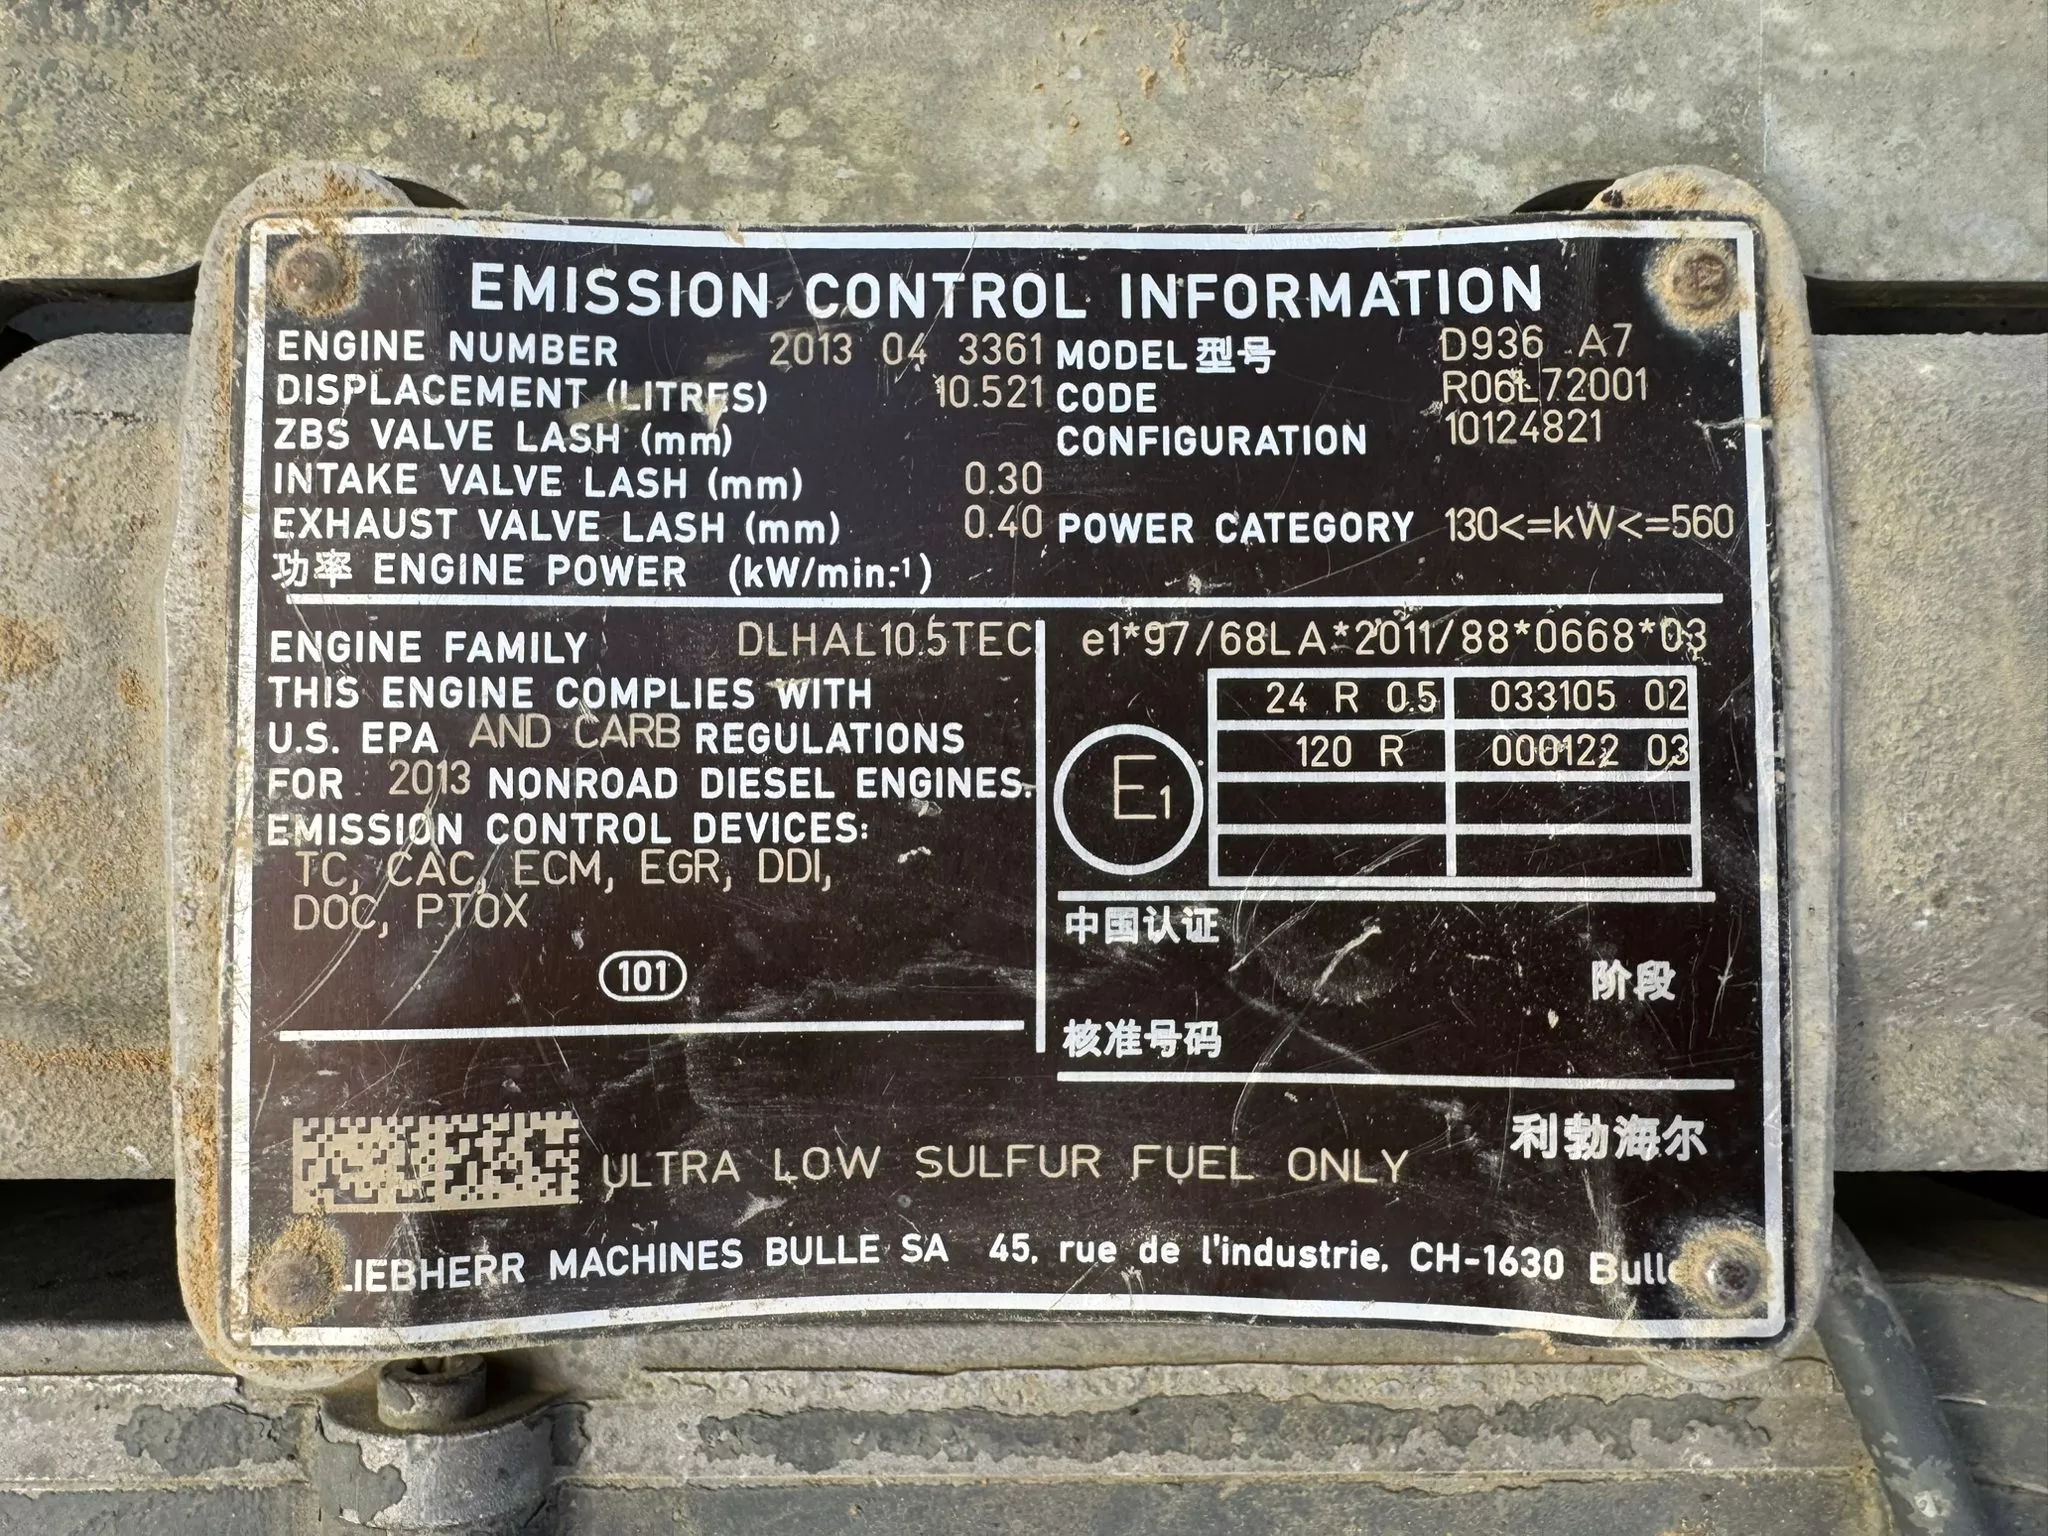 EMISSION CONTROL INFORMATION
ENGINE NUMBER 2013 04 3361
DISPLACEMENT (LITRES) 10.521
ZBS VALVE LASH (mm)
INTAKE VALVE LASH (mm) 0.30
EXHAUST VALVE LASH (mm) 0.40
功率 ENGINE POWER (kW/min.-¹)
MODEL 型号 D936 A7
CODE R06L72001
CONFIGURATION 10124821
POWER CATEGORY 130<=kW<=560
ENGINE FAMILY DLHAL10.5TEC
THIS ENGINE COMPLIES WITH
U.S. EPA AND CARB REGULATIONS
FOR 2013 NONROAD DIESEL ENGINES.
EMISSION CONTROL DEVICES:
TC, CAC, ECM, EGR, DDI,
DOC, PTOX
101
e1*97/68LA*2011/88*0668*03
E1
24 R 0.5 033105 02
120 R 000122 03
中国认证
阶段
核准号码
利勃海尔
ULTRA LOW SULFUR FUEL ONLY
LIEBHERR MACHINES BULLE SA 45, rue de l'industrie, CH-1630 Bulle